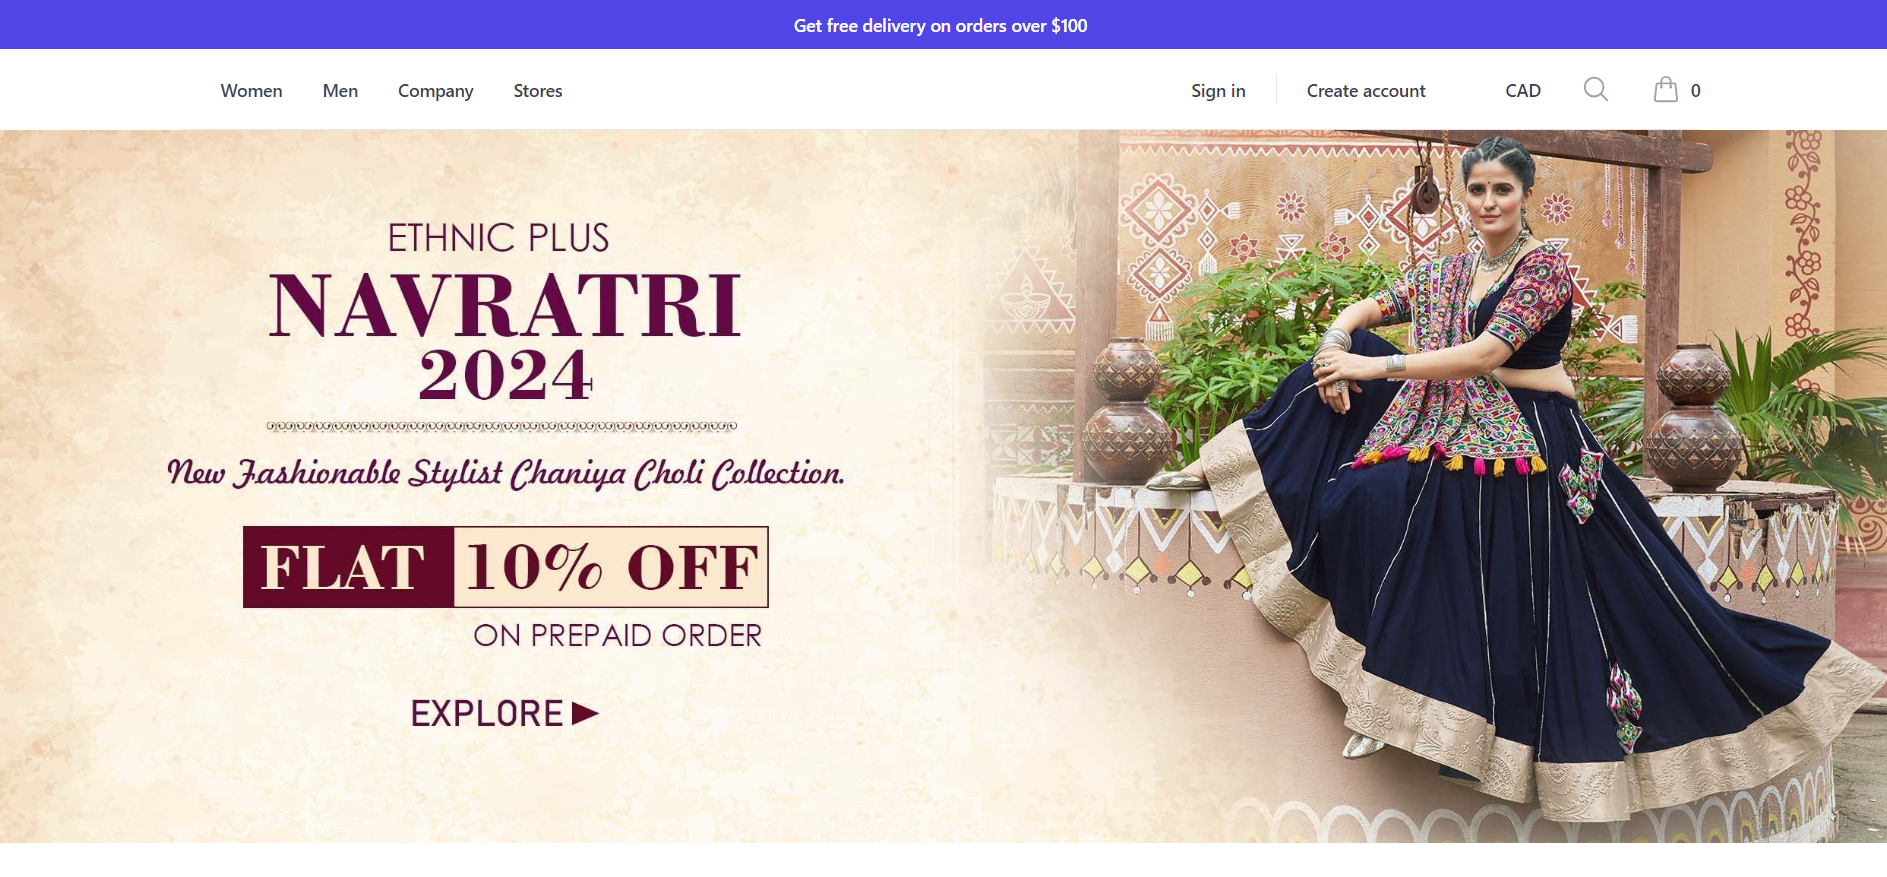 Get free delivery on orders over $100
Women Men Company Stores Sign in Create account CAD 0
ETHNIC PLUS
NAVRATRI
2024
New Fashionable Stylist Chaniya Choli Collection.
FLAT 10% OFF
ON PREPAID ORDER
EXPLORE